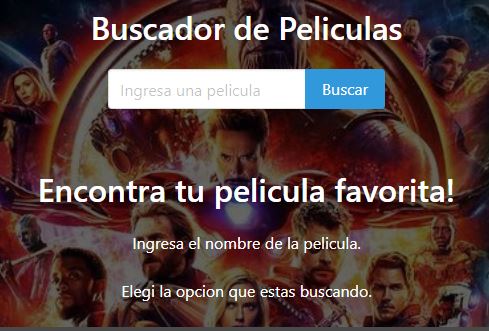 Buscador de Peliculas
Ingresa una pelicula Buscar
Encontra tu pelicula favorita!
Ingresa el nombre de la pelicula.
Elegi la opcion que estas buscando.